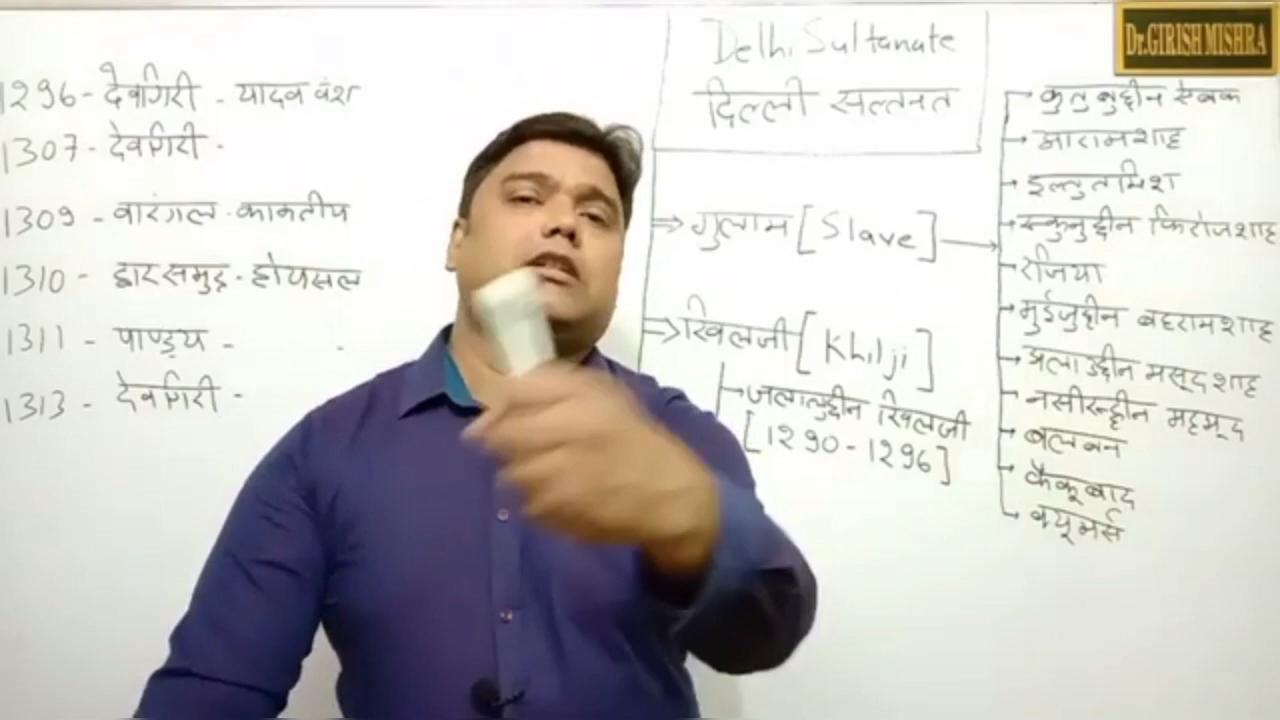 Dr.GIRISH MISHRA
1296- देवगिरी - यादव वंश
1307- देवगिरी -
1309 - वारंगल - काकतीय
1310 - द्वारसमुद्र - होयसल
1311 - पाण्ड्य -
1313 - देवगिरी -
Delhi Sultanate
दिल्ली सल्तनत
गुलाम [Slave]
खिलजी [Khilji]
जलालुद्दीन खिलजी
[1290-1296]
कुतुबुद्दीन ऐबक
आरामशाह
इल्तुतमिश
रुकुनुद्दीन फिरोजशाह
रजिया
मुईजुद्दीन बहरामशाह
अलाउद्दीन मसूदशाह
नसीरुद्दीन महमूद
बलबन
कैकूबाद
क्यूमर्स